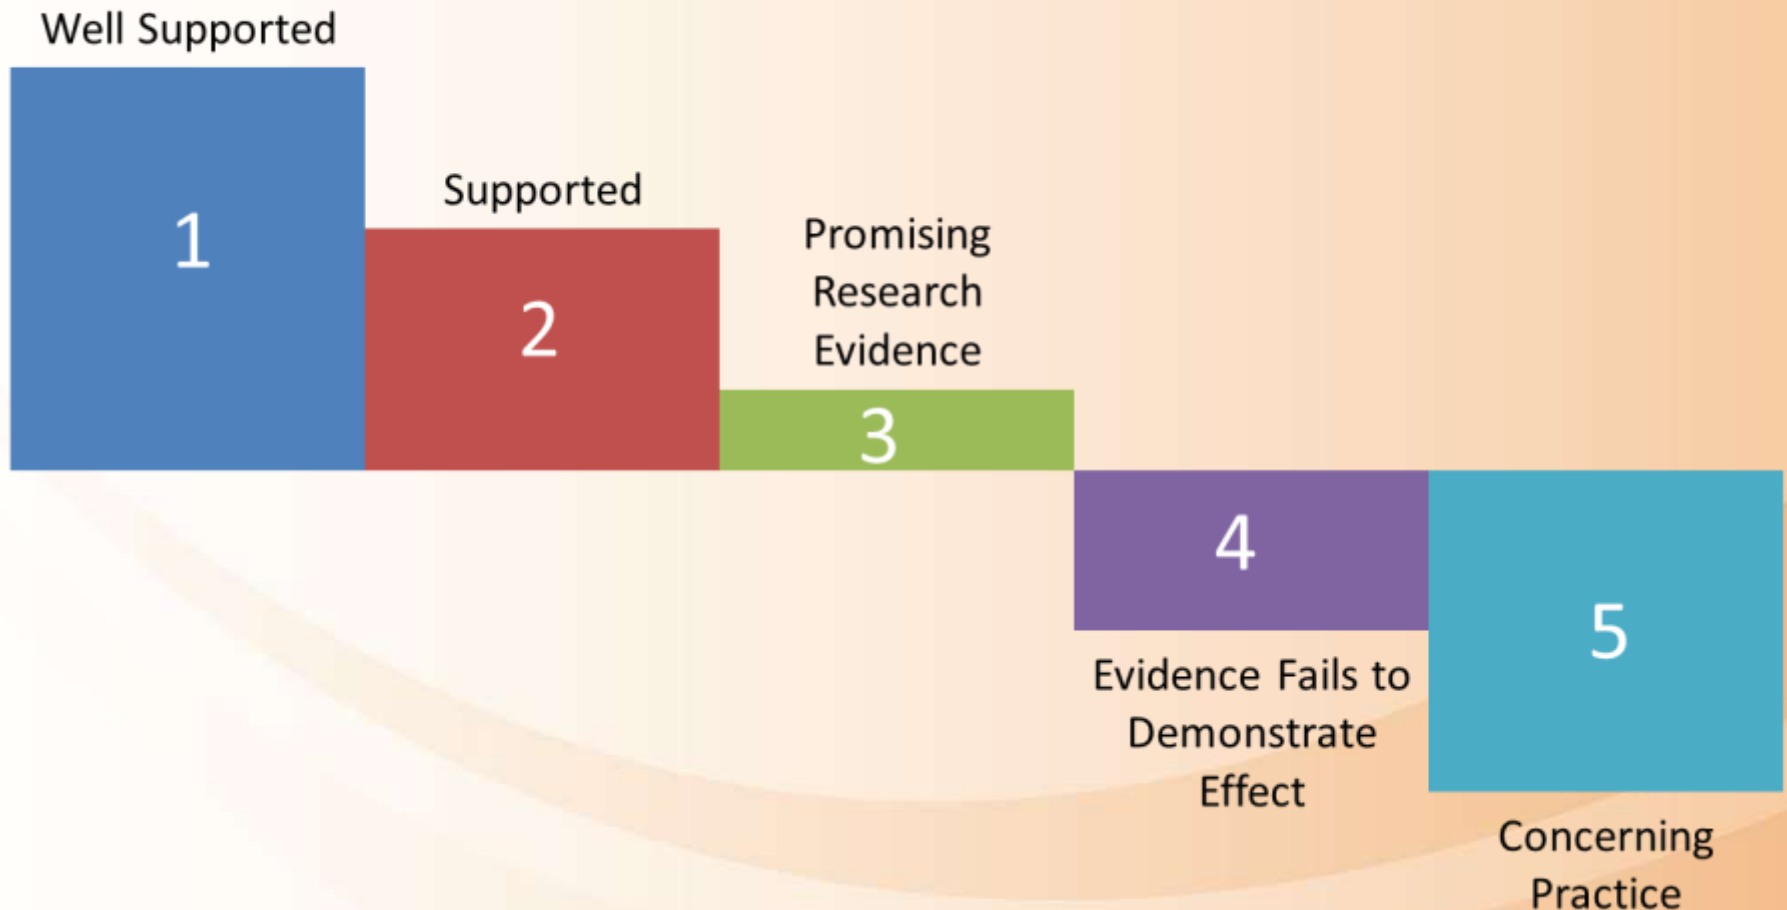 Well Supported
1
Supported
2
Promising
Research
Evidence
3
4
Evidence Fails to
Demonstrate
Effect
5
Concerning
Practice